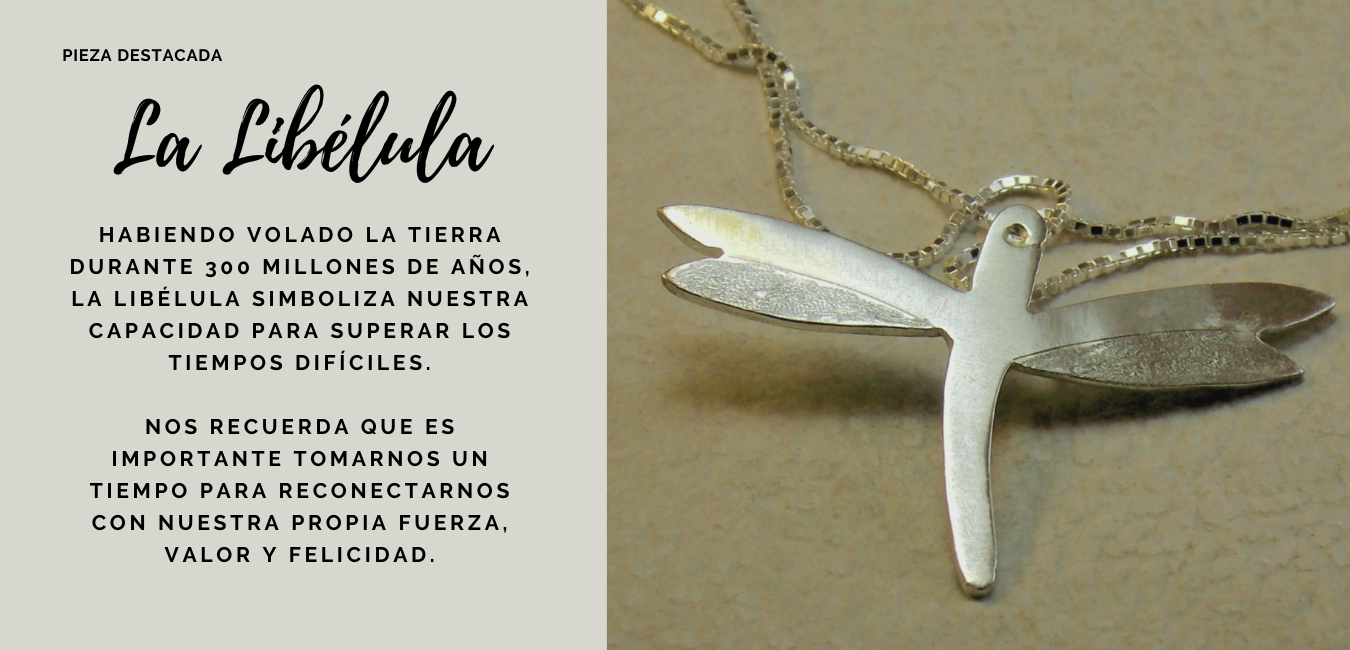 PIEZA DESTACADA
La Libélula
HABIENDO VOLADO LA TIERRA
DURANTE 300 MILLONES DE AÑOS,
LA LIBÉLULA SIMBOLIZA NUESTRA
CAPACIDAD PARA SUPERAR LOS
TIEMPOS DIFÍCILES.
NOS RECUERDA QUE ES
IMPORTANTE TOMARNOS UN
TIEMPO PARA RECONECTARNOS
CON NUESTRA PROPIA FUERZA,
VALOR Y FELICIDAD.